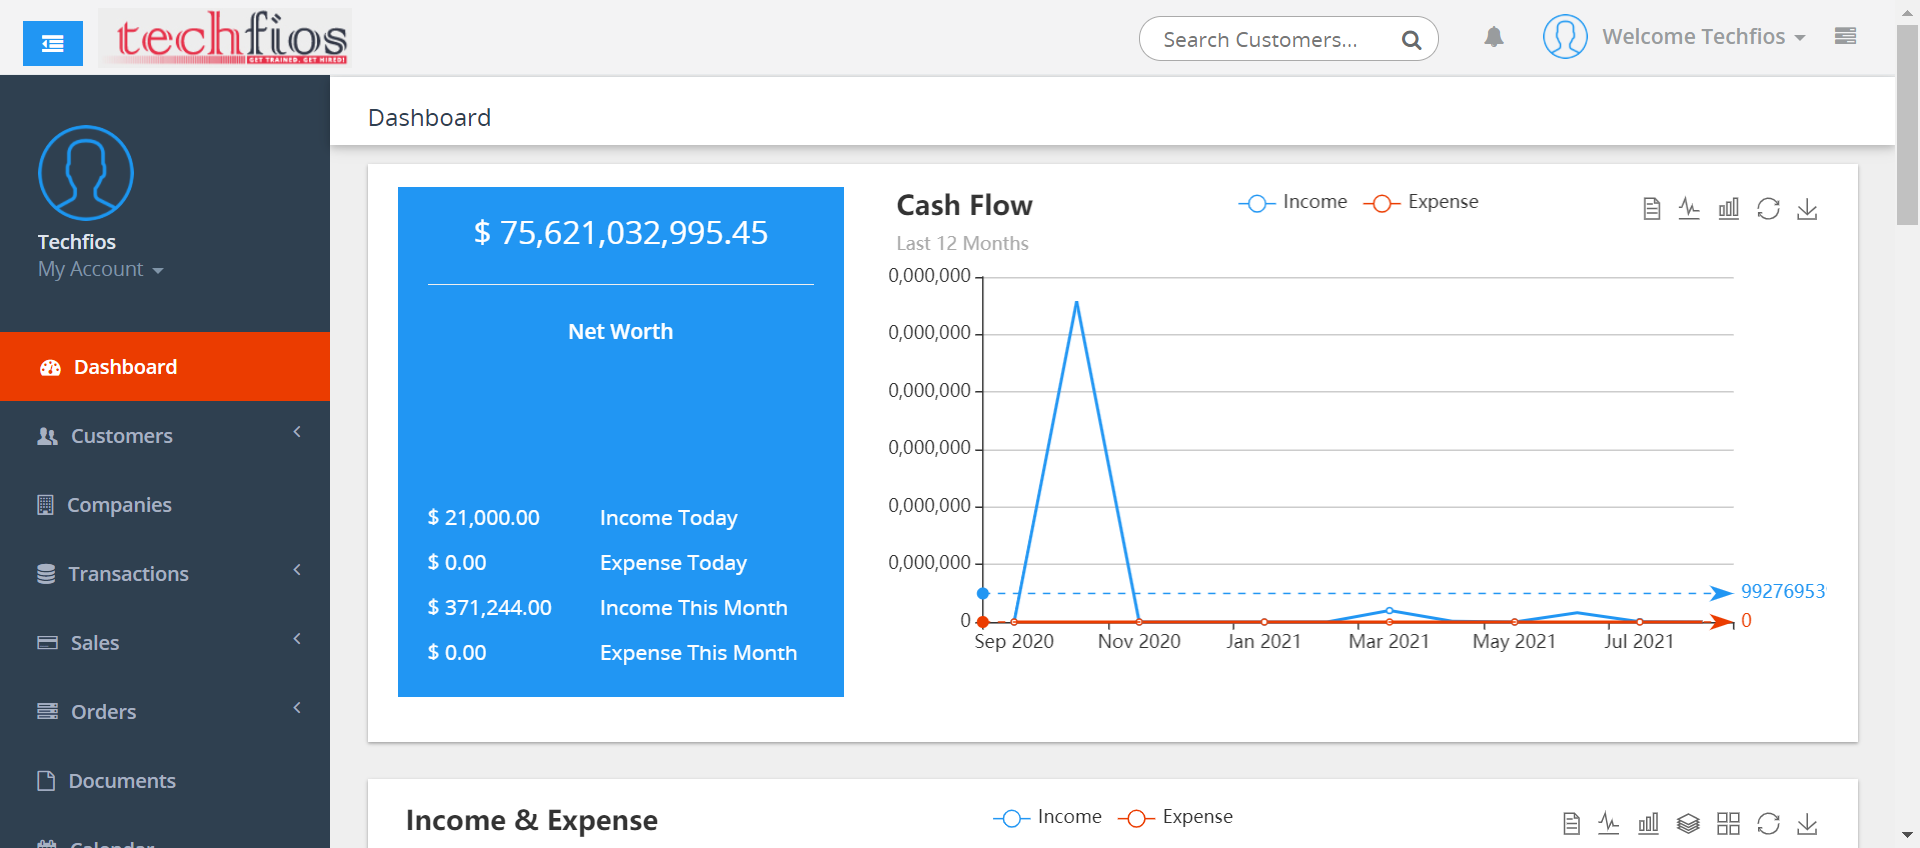 techfios
GET TRAINED. GET HIRED!
Search Customers...
Welcome Techfios
Techfios
My Account
Dashboard
Customers
Companies
Transactions
Sales
Orders
Documents
Calendar
Dashboard
$ 75,621,032,995.45
Net Worth
$ 21,000.00 Income Today
$ 0.00 Expense Today
$ 371,244.00 Income This Month
$ 0.00 Expense This Month
Cash Flow
Last 12 Months
Income Expense
0,000,000
0,000,000
0,000,000
0,000,000
0,000,000
0,000,000
0
992769539
0
Sep 2020 Nov 2020 Jan 2021 Mar 2021 May 2021 Jul 2021
Income & Expense
Income Expense